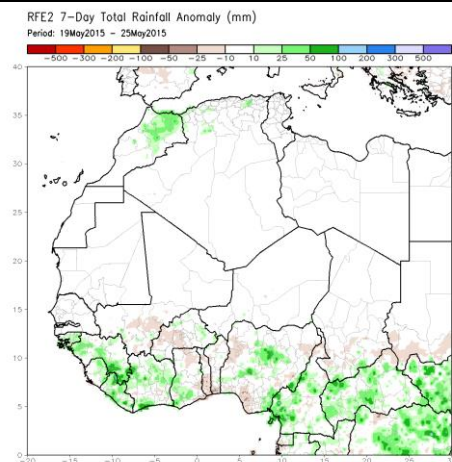 RFE2 7-Day Total Rainfall Anomaly (mm)
Period: 19May2015 – 25May2015
-500 -300 -200 -100 -50 -25 -10 10 25 50 100 200 300 500
40
35
30
25
20
15
10
5
0
-20 -15 -10 -5 0 5 10 15 20 25 30